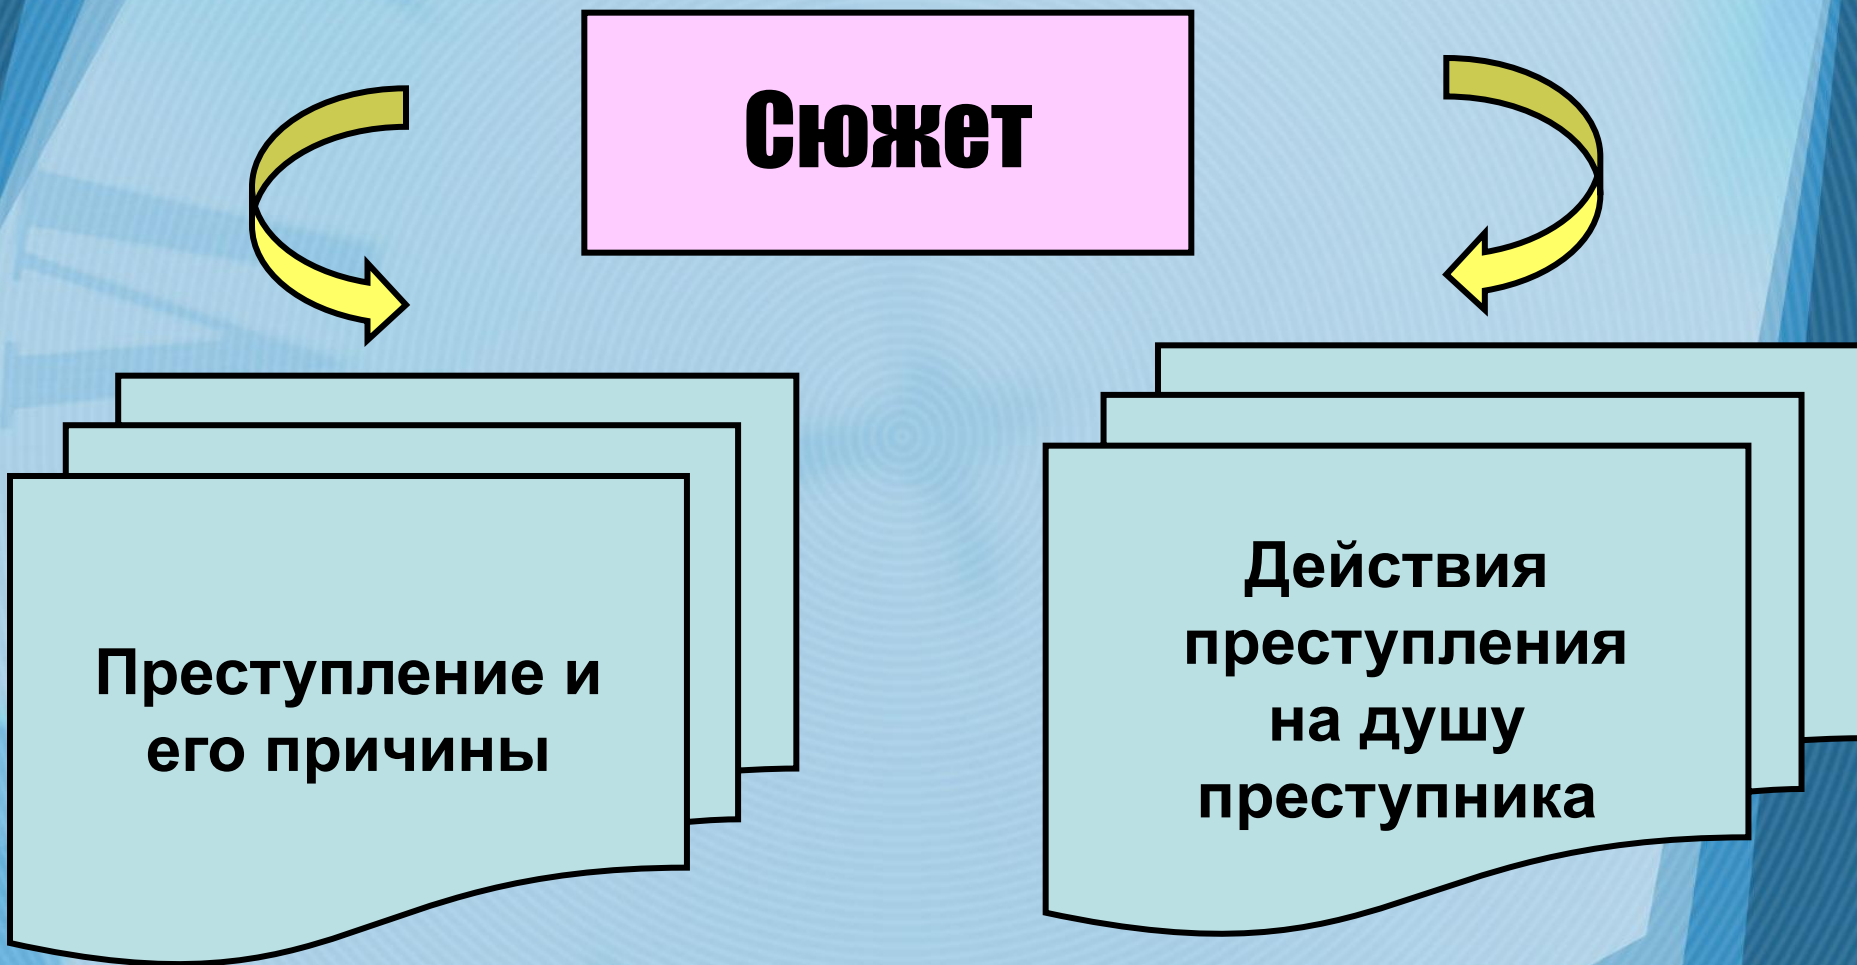 Сюжет
Преступление и
его причины
Действия
преступления
на душу
преступника